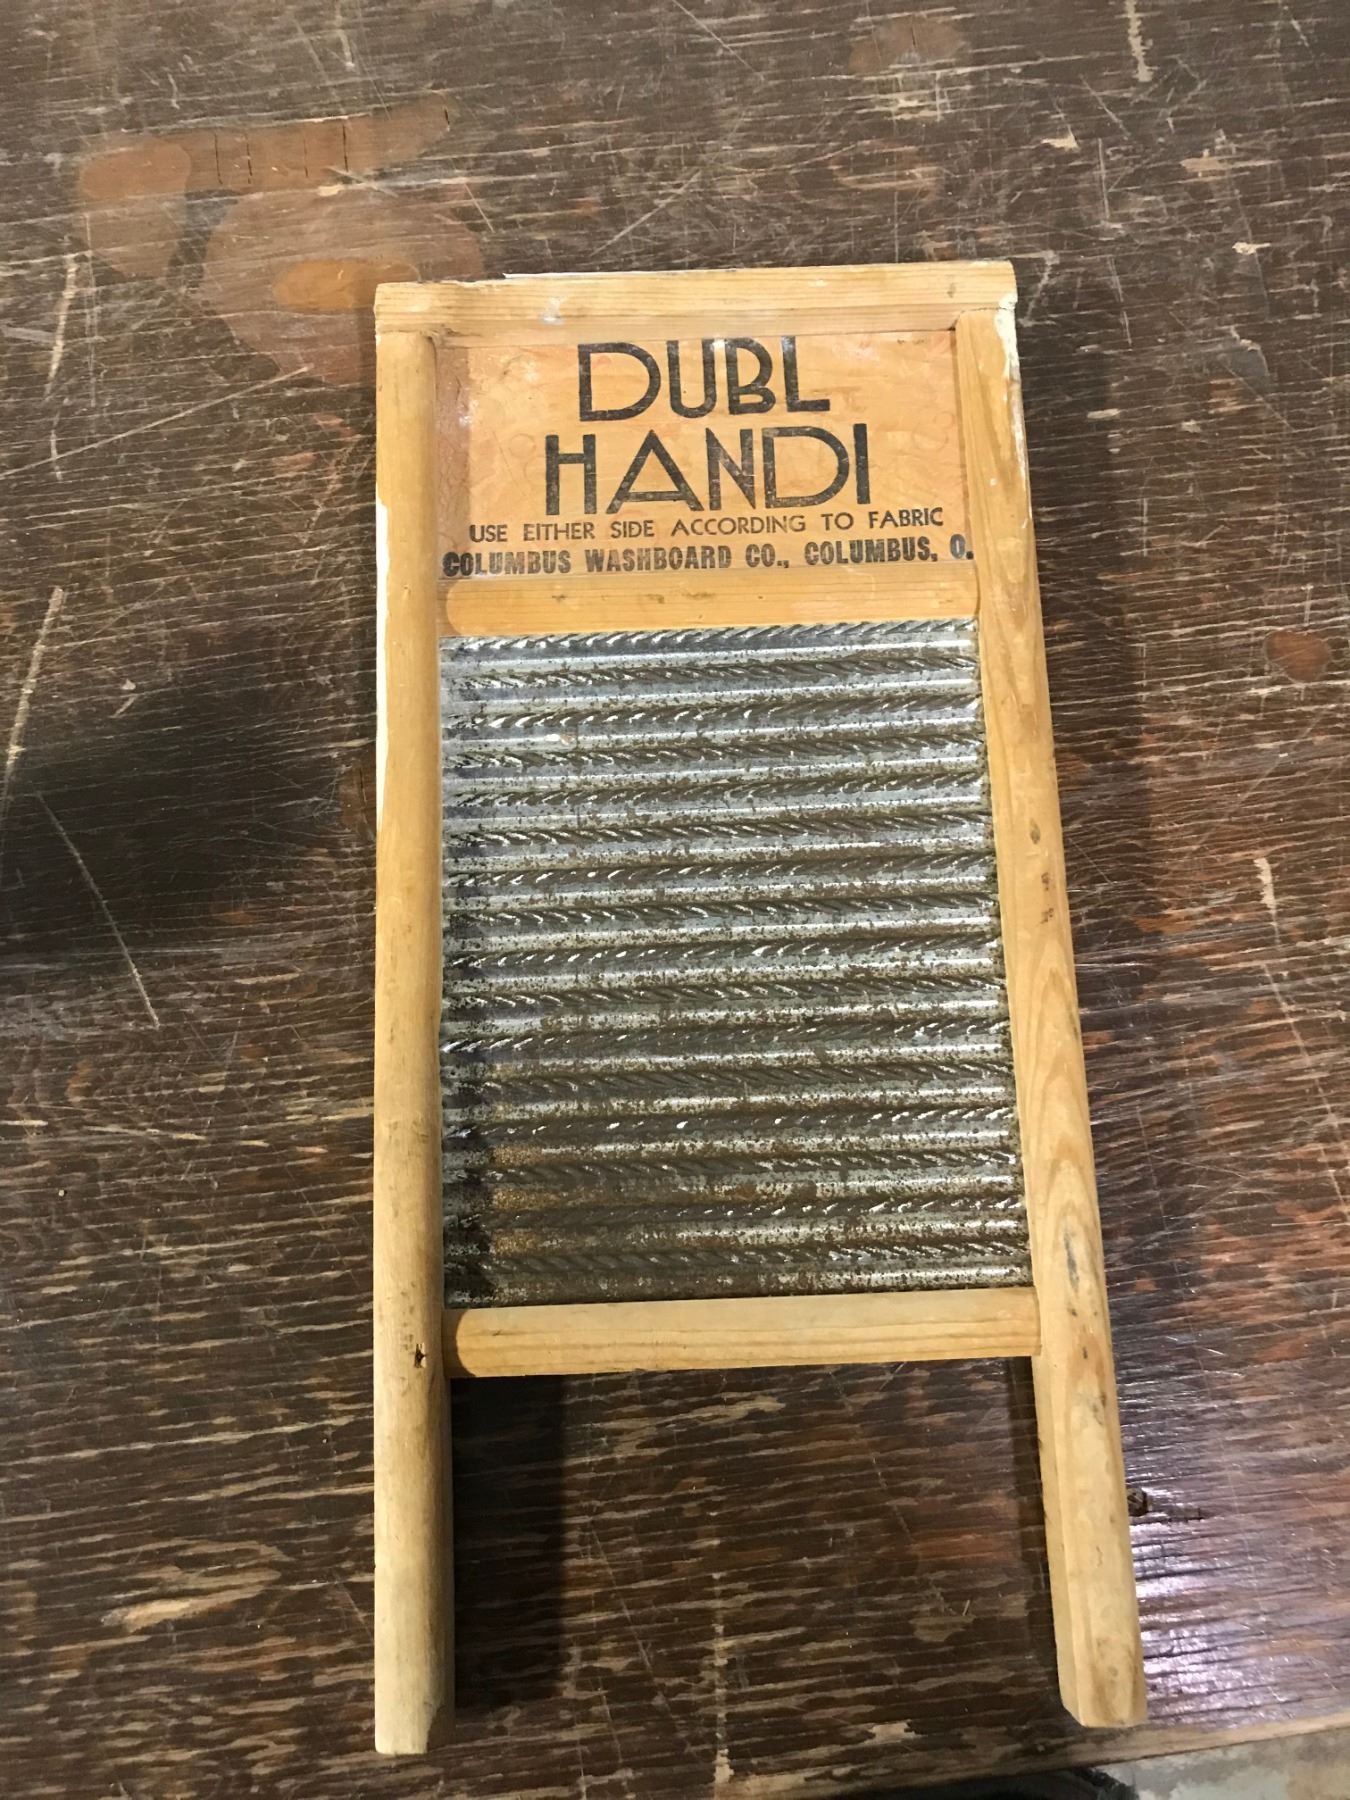 DUBL
HANDI
USE EITHER SIDE ACCORDING TO FABRIC
COLUMBUS WASHBOARD CO., COLUMBUS, O.